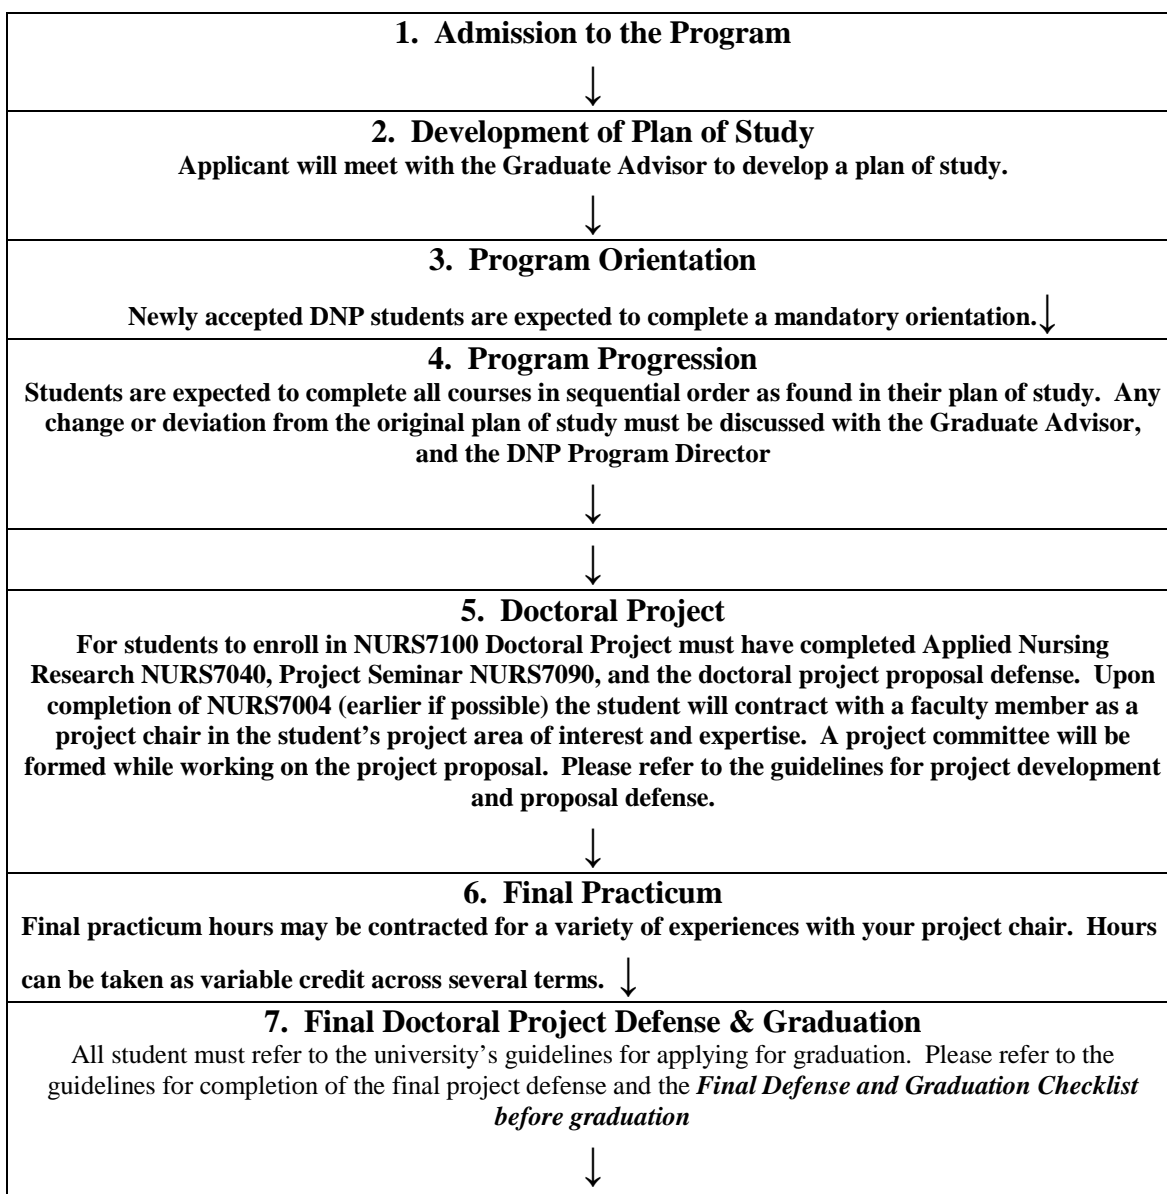 1. Admission to the Program
↓
2. Development of Plan of Study
Applicant will meet with the Graduate Advisor to develop a plan of study.
↓
3. Program Orientation
Newly accepted DNP students are expected to complete a mandatory orientation.↓
4. Program Progression
Students are expected to complete all courses in sequential order as found in their plan of study. Any
change or deviation from the original plan of study must be discussed with the Graduate Advisor,
and the DNP Program Director
↓
↓
5. Doctoral Project
For students to enroll in NURS7100 Doctoral Project must have completed Applied Nursing
Research NURS7040, Project Seminar NURS7090, and the doctoral project proposal defense. Upon
completion of NURS7004 (earlier if possible) the student will contract with a faculty member as a
project chair in the student's project area of interest and expertise. A project committee will be
formed while working on the project proposal. Please refer to the guidelines for project development
and proposal defense.
↓
6. Final Practicum
Final practicum hours may be contracted for a variety of experiences with your project chair. Hours
can be taken as variable credit across several terms. ↓
7. Final Doctoral Project Defense & Graduation
All student must refer to the university's guidelines for applying for graduation. Please refer to the
guidelines for completion of the final project defense and the Final Defense and Graduation Checklist
before graduation
↓